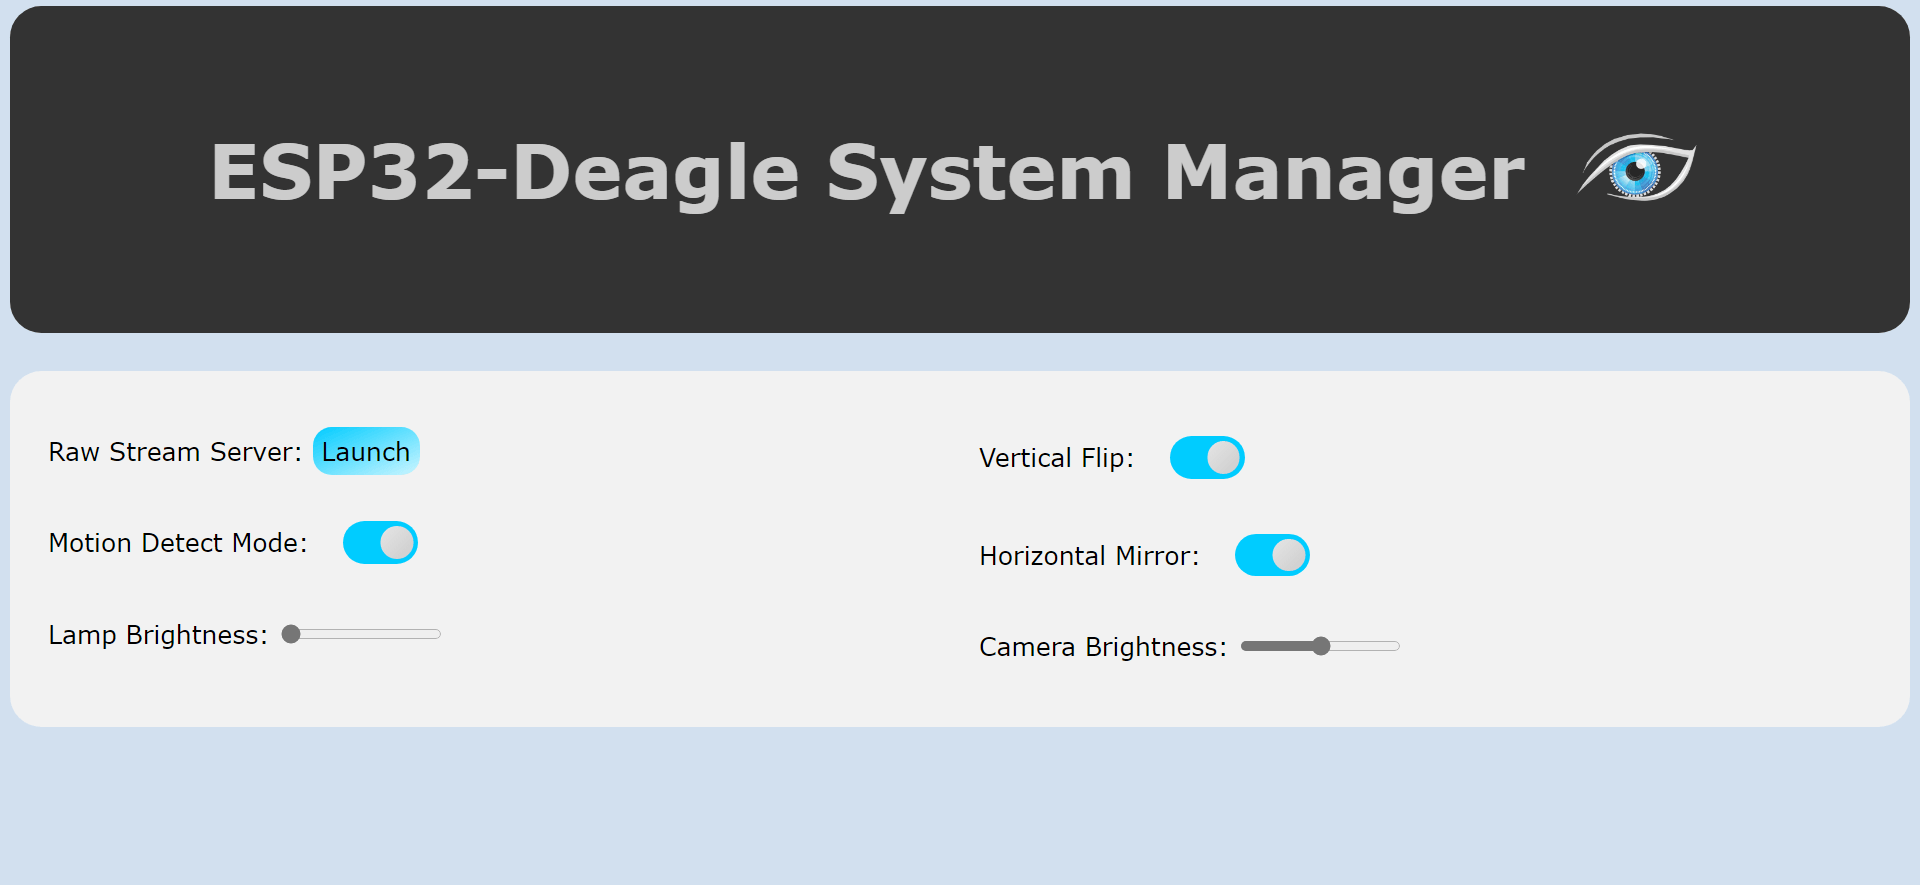 ESP32-Deagle System Manager
Raw Stream Server: Launch
Motion Detect Mode:
Lamp Brightness:
Vertical Flip:
Horizontal Mirror:
Camera Brightness: